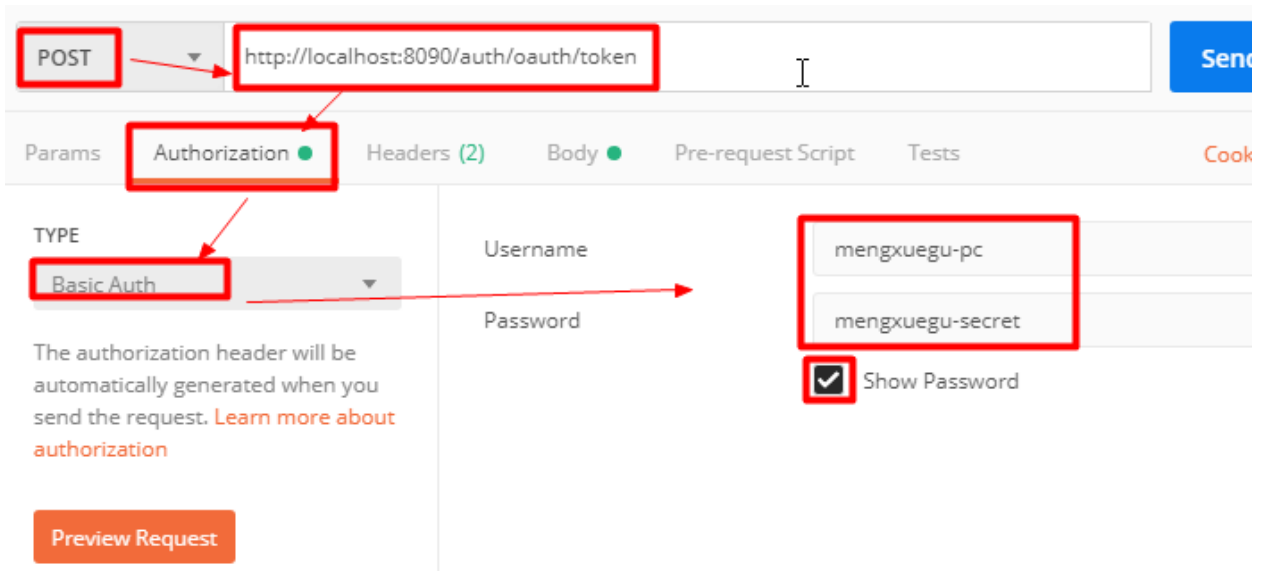 POST
http://localhost:8090/auth/oauth/token
Send
Params
Authorization
Headers (2)
Body
Pre-request Script
Tests
Cook
TYPE
Basic Auth
The authorization header will be
automatically generated when you
send the request. Learn more about
authorization
Preview Request
Username
mengxuegu-pc
Password
mengxuegu-secret
Show Password